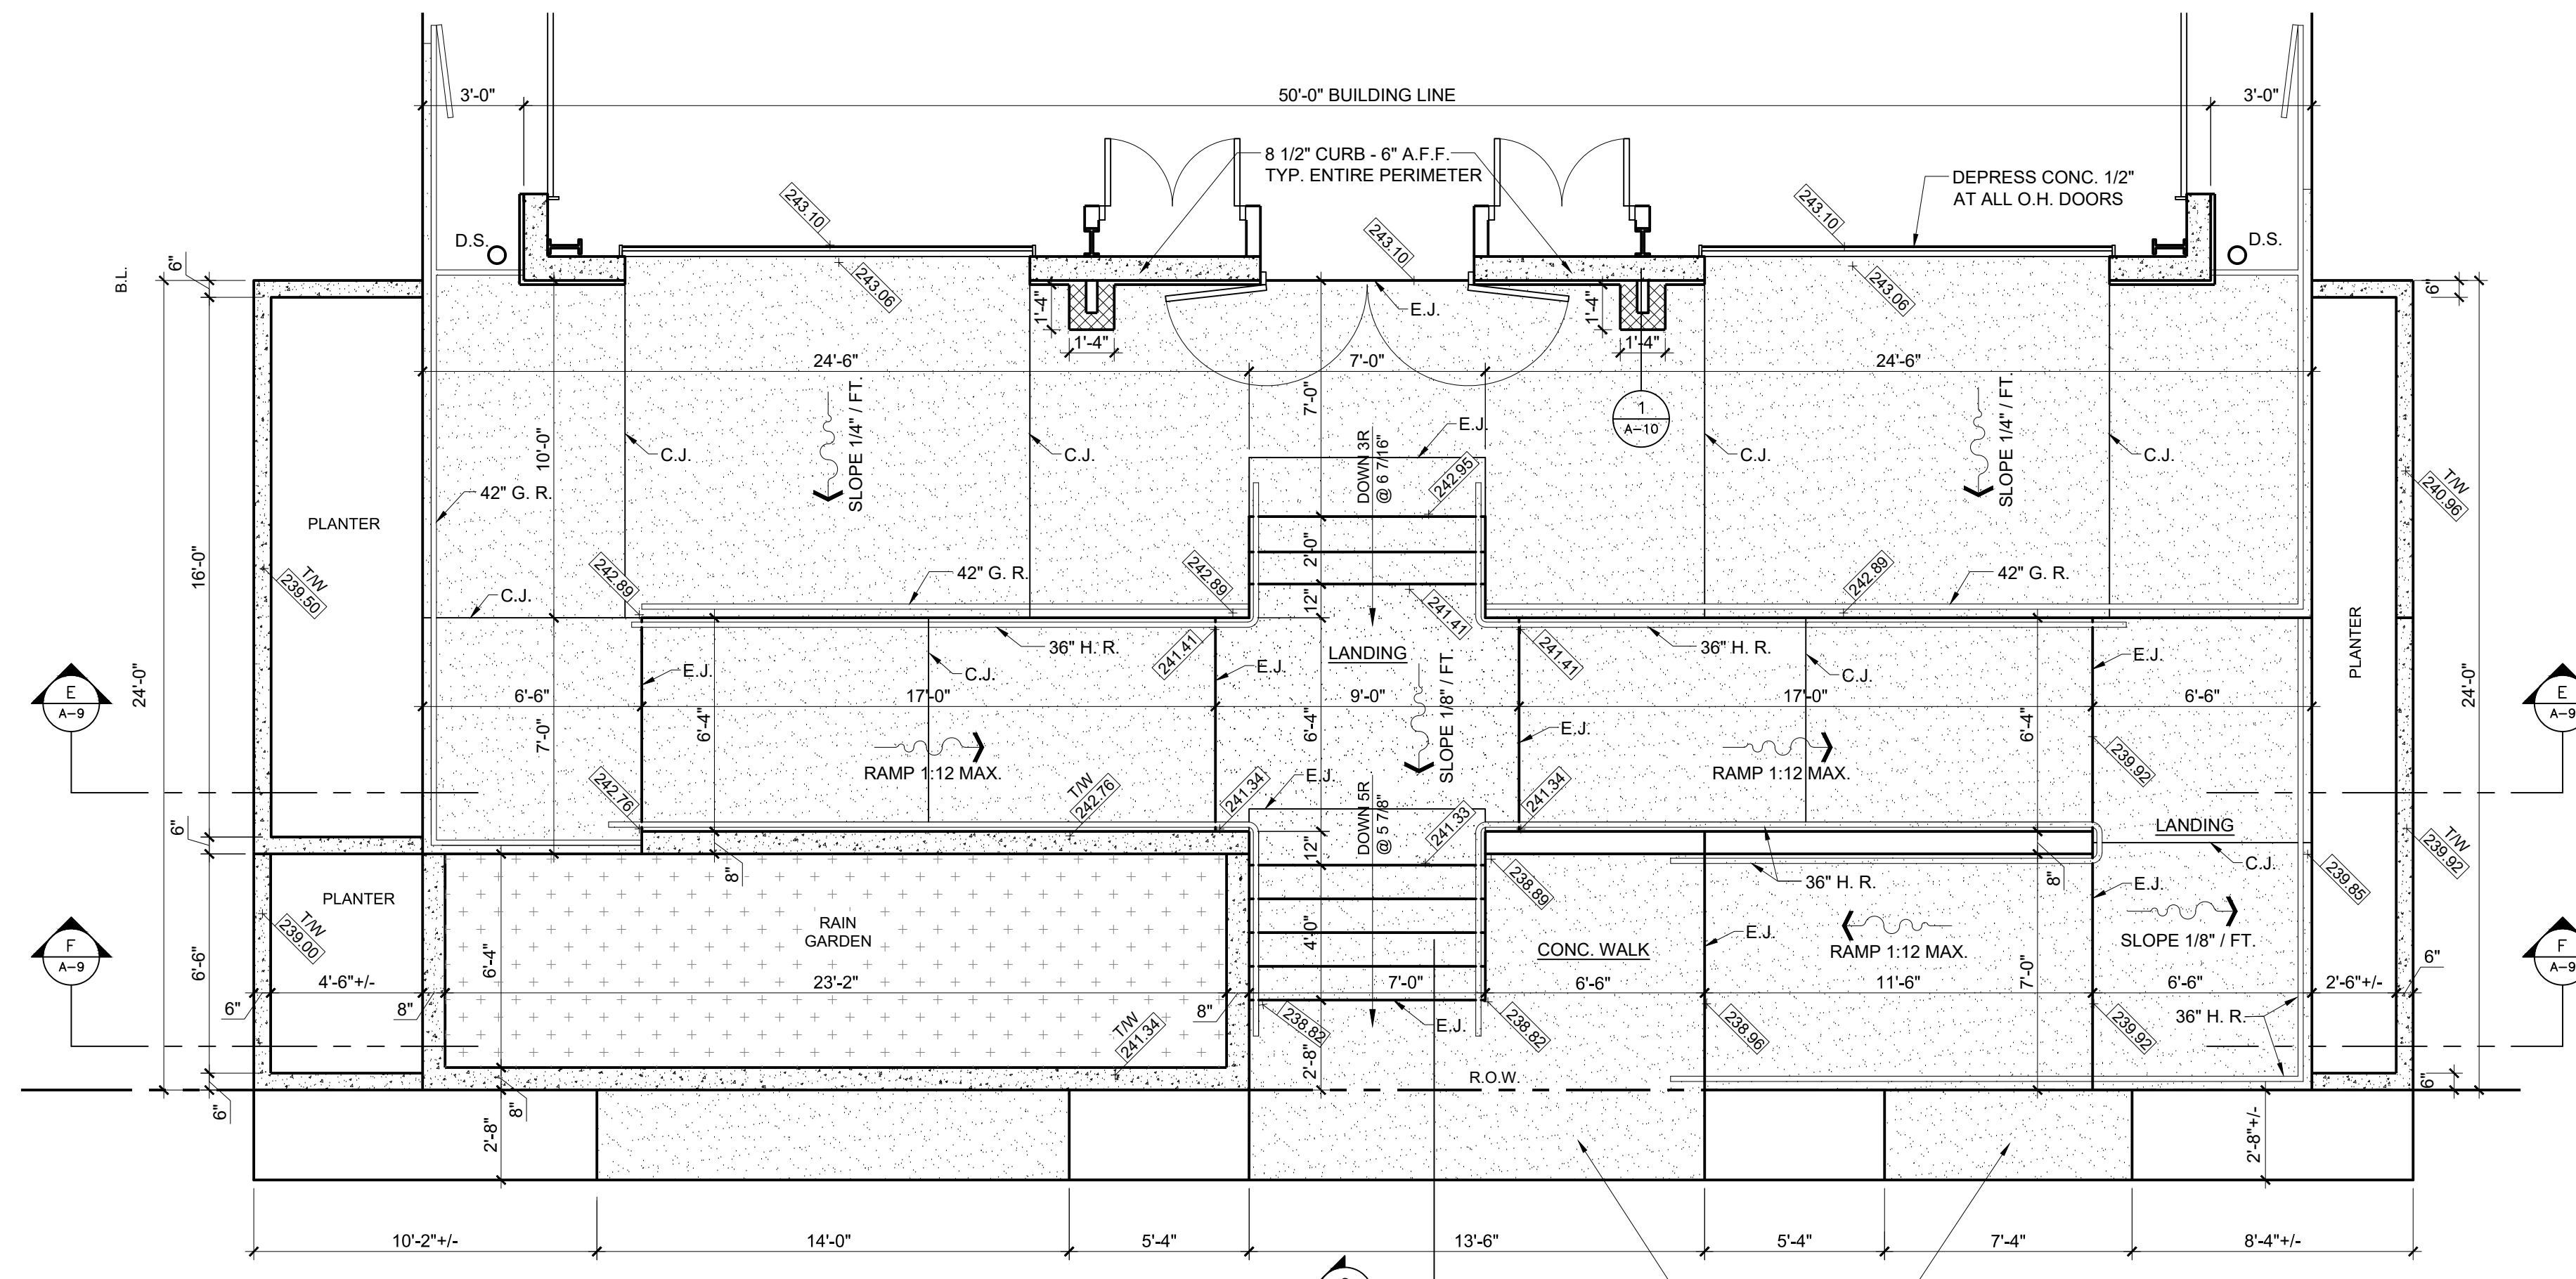 3'-0"
50'-0" BUILDING LINE
3'-0"
8 1/2" CURB - 6" A.F.F.
TYP. ENTIRE PERIMETER
DEPRESS CONC. 1/2"
AT ALL O.H. DOORS
243.10
243.10
243.10
D.S.
D.S.
B.L.
6"
6"
243.06
243.06
1'-4"
1'-4"
E.J.
1'-4"
1'-4"
24'-6"
7'-0"
24'-6"
7'-0"
SLOPE 1/4" / FT.
SLOPE 1/4" / FT.
1
A-10
10'-0"
C.J.
C.J.
E.J.
C.J.
C.J.
DOWN 3R
@ 6 7/16"
242.95
42" G. R.
T/W
240.96
PLANTER
16'-0"
2'-0"
T/W
239.50
242.89
42" G. R.
242.89
242.89
42" G. R.
C.J.
12"
241.41
36" H. R.
241.41
LANDING
241.41
36" H. R.
PLANTER
24'-0"
24'-0"
E
A-9
E
A-9
E.J.
C.J.
E.J.
C.J.
E.J.
6'-6"
17'-0"
9'-0"
17'-0"
6'-6"
7'-0"
6'-4"
6'-4"
SLOPE 1/8" / FT.
E.J.
6'-4"
RAMP 1:12 MAX.
RAMP 1:12 MAX.
239.92
242.76
T/W
242.76
241.34
E.J.
241.34
DOWN 5R
@ 5 7/8"
241.33
LANDING
T/W
239.92
6"
12"
8"
8"
C.J.
239.85
238.89
36" H. R.
E.J.
PLANTER
T/W
239.00
RAIN
GARDEN
4'-0"
CONC. WALK
E.J.
RAMP 1:12 MAX.
SLOPE 1/8" / FT.
F
A-9
F
A-9
6'-6"
6'-4"
7'-0"
6"
4'-6"+/-
8"
23'-2"
8"
7'-0"
6'-6"
11'-6"
6'-6"
2'-6"+/-
6"
36" H. R.
T/W
241.34
238.82
E.J.
238.82
238.96
239.92
2'-8"
R.O.W.
6"
6"
8"
2'-8"
2'-8"+/-
10'-2"+/-
14'-0"
5'-4"
13'-6"
5'-4"
7'-4"
8'-4"+/-